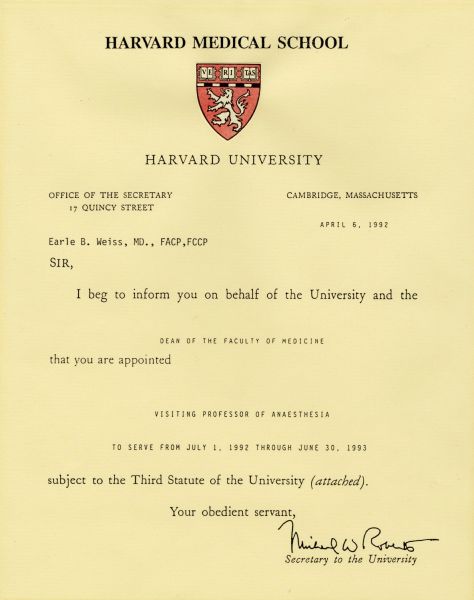 HARVARD MEDICAL SCHOOL
VE RI TAS
HARVARD UNIVERSITY
OFFICE OF THE SECRETARY
17 QUINCY STREET
CAMBRIDGE, MASSACHUSETTS
APRIL 6, 1992
Earle B. Weiss, MD., FACP,FCCP
SIR,
I beg to inform you on behalf of the University and the
DEAN OF THE FACULTY OF MEDICINE
that you are appointed
VISITING PROFESSOR OF ANAESTHESIA
TO SERVE FROM JULY 1, 1992 THROUGH JUNE 30, 1993
subject to the Third Statute of the University (attached).
Your obedient servant,
Michael W Roberts
Secretary to the University